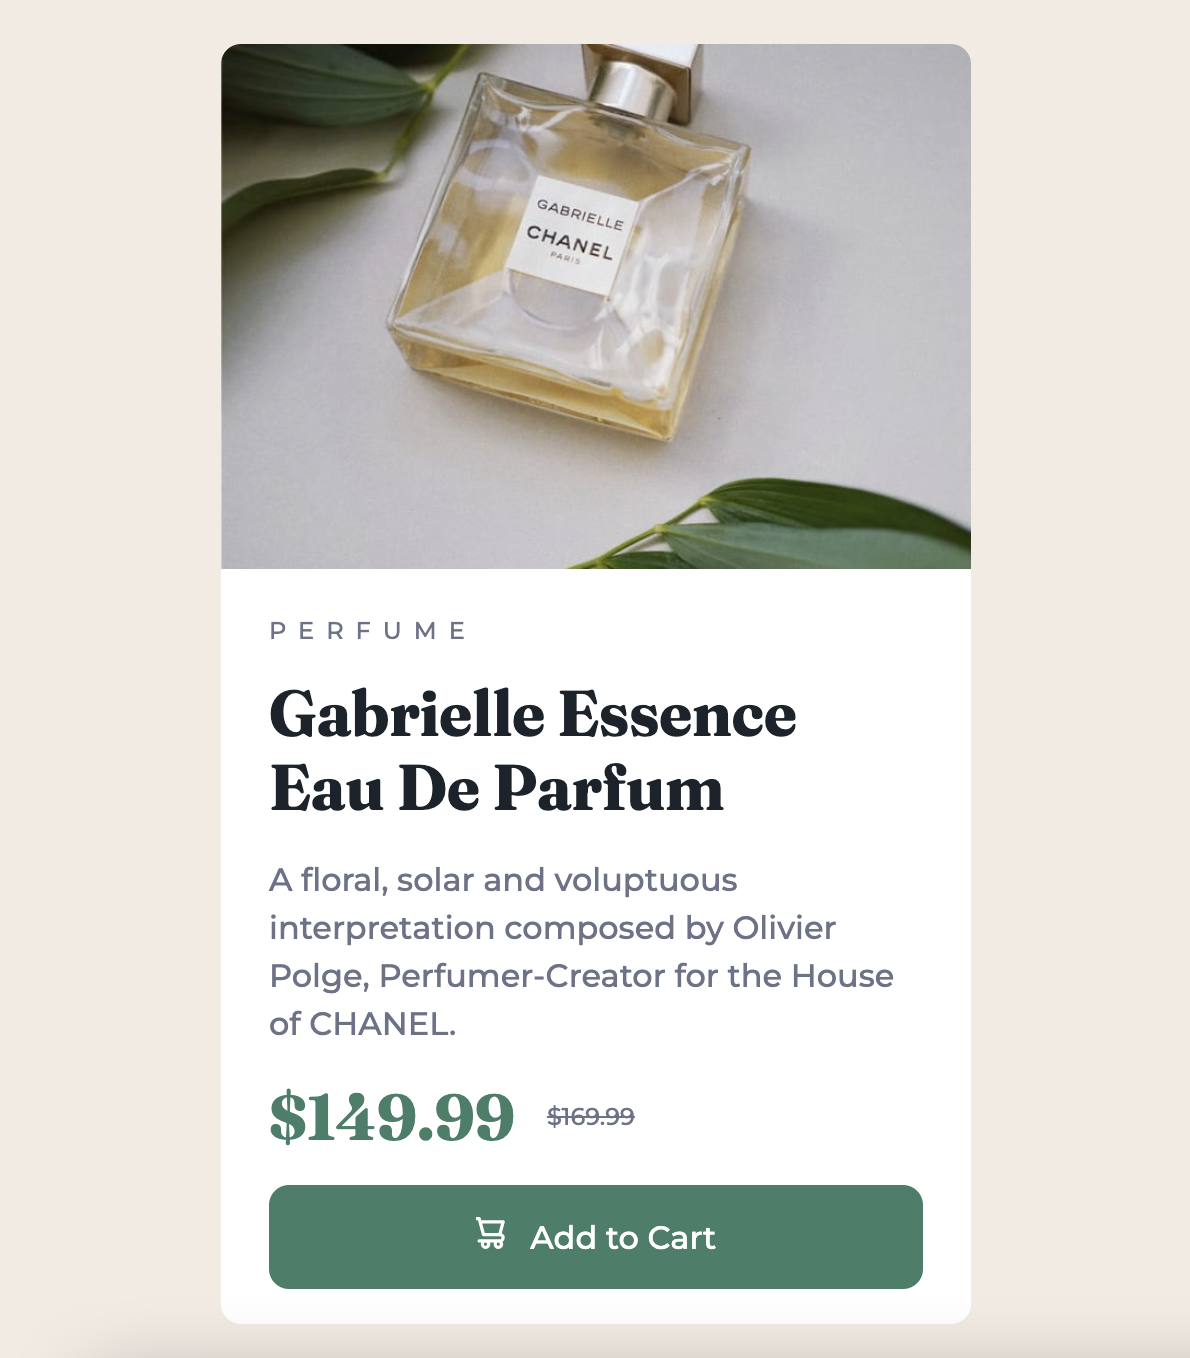 GABRIELLE
CHANEL
PARIS
PERFUME
Gabrielle Essence
Eau De Parfum
A floral, solar and voluptuous
interpretation composed by Olivier
Polge, Perfumer-Creator for the House
of CHANEL.
$149.99 $169.99
Add to Cart